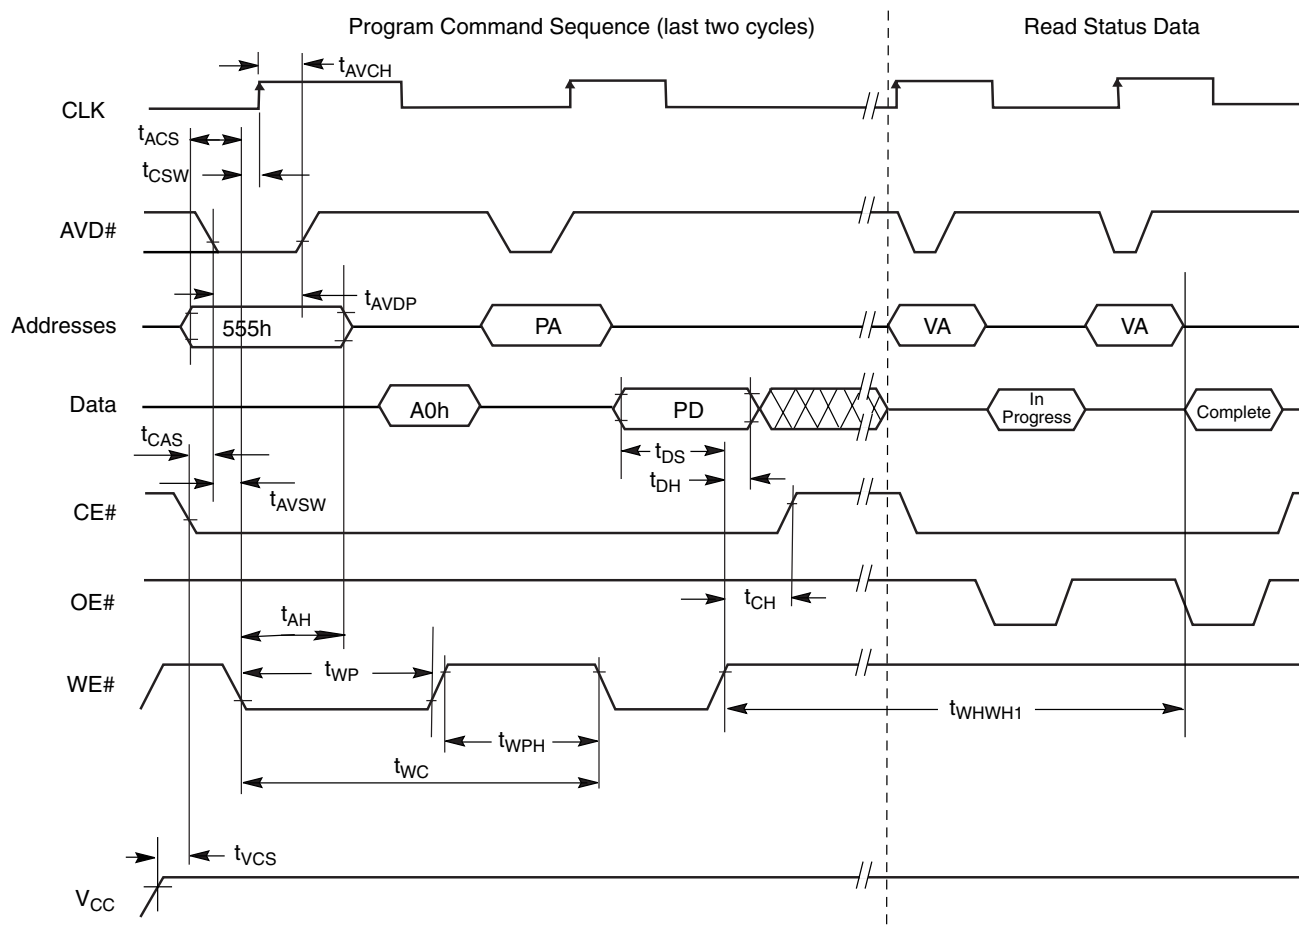 Program Command Sequence (last two cycles)
Read Status Data
tAVCH
CLK
tACS
tCSW
AVD#
tAVDP
Addresses
555h
PA
VA
VA
Data
A0h
PD
In
Progress
Complete
tCAS
tDS
tDH
tAVSW
CE#
OE#
tCH
tAH
WE#
tWP
tWHWH1
tWPH
tWC
tVCS
VCC